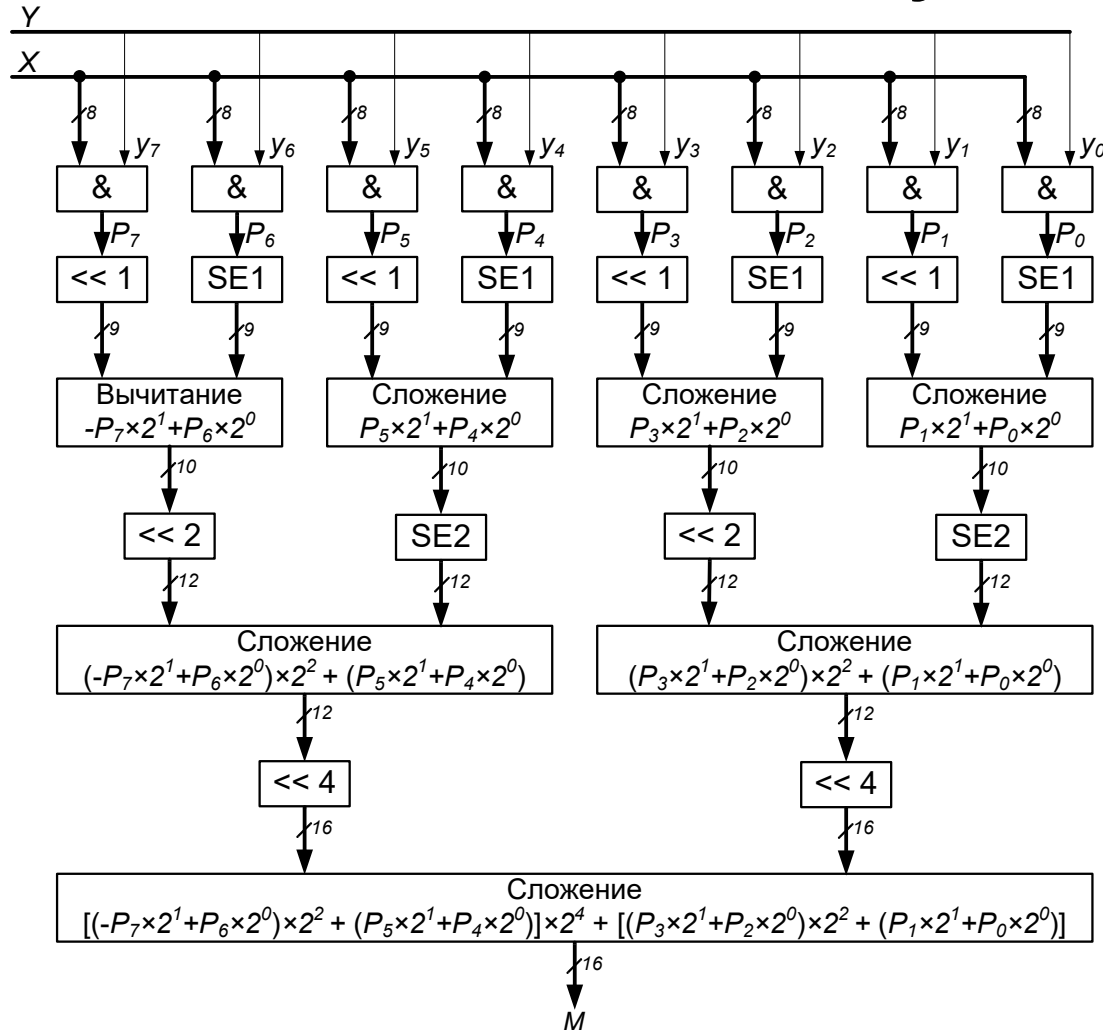 Y
X
8 8 8 8 8 8 8 8
y7 y6 y5 y4 y3 y2 y1 y0
& & & & & & & &
P7 P6 P5 P4 P3 P2 P1 P0
<< 1 SE1 << 1 SE1 << 1 SE1 << 1 SE1
9 9 9 9 9 9 9 9
Вычитание Сложение Сложение Сложение
-P7×2^1+P6×2^0 P5×2^1+P4×2^0 P3×2^1+P2×2^0 P1×2^1+P0×2^0
10 10 10 10
<< 2 SE2 << 2 SE2
12 12 12 12
Сложение Сложение
(-P7×2^1+P6×2^0)×2^2 + (P5×2^1+P4×2^0) (P3×2^1+P2×2^0)×2^2 + (P1×2^1+P0×2^0)
12 12
<< 4 << 4
16 16
Сложение
[(-P7×2^1+P6×2^0)×2^2 + (P5×2^1+P4×2^0)]×2^4 + [(P3×2^1+P2×2^0)×2^2 + (P1×2^1+P0×2^0)]
16
M